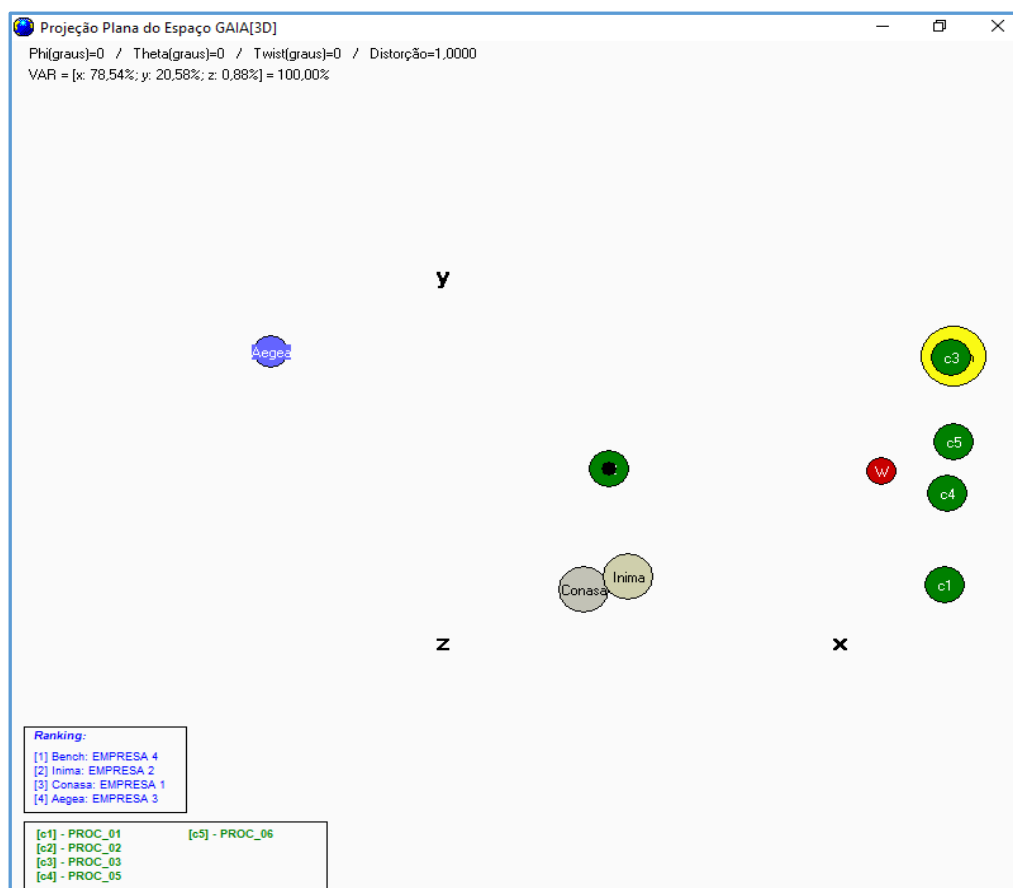 Projeção Plana do Espaço GAIA[3D]
Phi(graus)=0 / Theta(graus)=0 / Twist(graus)=0 / Distorção=1,0000
VAR = [x: 78,54%; y: 20,58%; z: 0,88%] = 100,00%
y
Aegea
c3
c5
W
c4
Inima
Conasa
c1
z
x
Ranking:
[1] Bench: EMPRESA 4
[2] Inima: EMPRESA 2
[3] Conasa: EMPRESA 1
[4] Aegea: EMPRESA 3
[c1] - PROC_01 [c5] - PROC_06
[c2] - PROC_02
[c3] - PROC_03
[c4] - PROC_05